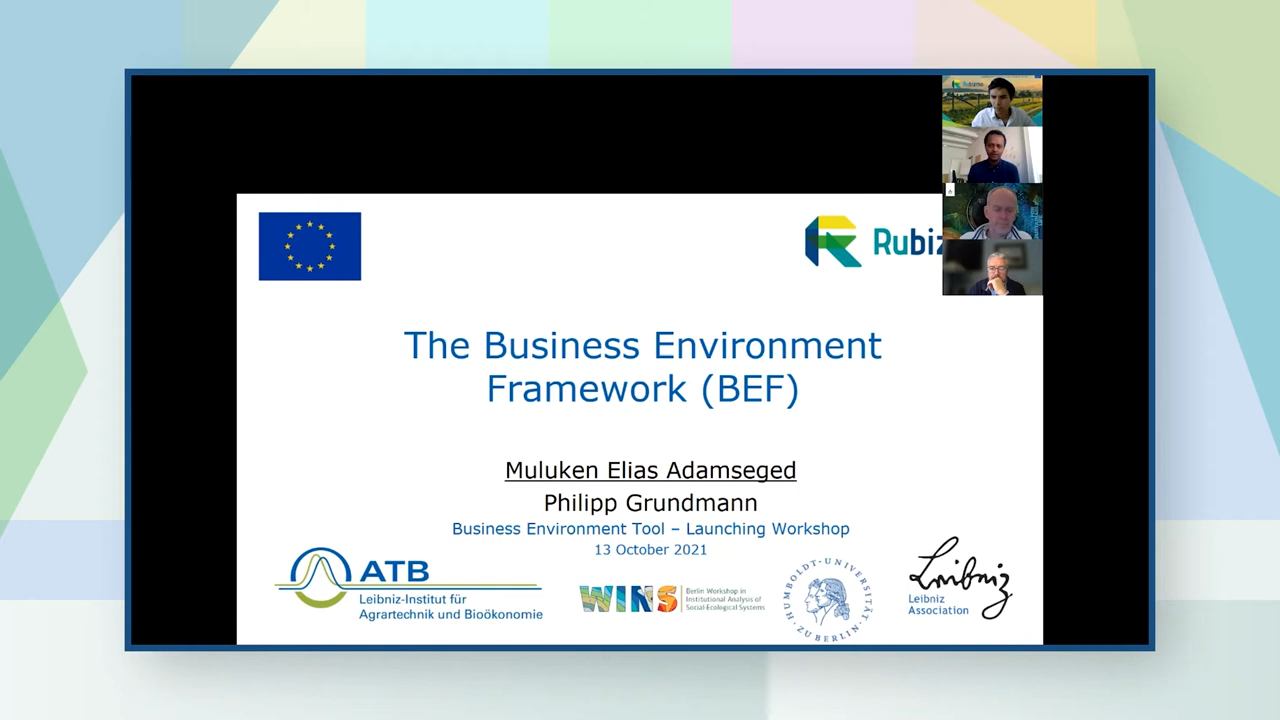 Rubiz
The Business Environment
Framework (BEF)
Muluken Elias Adamseged
Philipp Grundmann
Business Environment Tool – Launching Workshop
13 October 2021
ATB
Leibniz-Institut für
Agrartechnik und Bioökonomie
WINS
Berlin Workshop in
Institutional Analysis of
Social-Ecological Systems
HUMBOLDT-UNIVERSITÄT
ZU BERLIN
Leibniz
Leibniz
Association